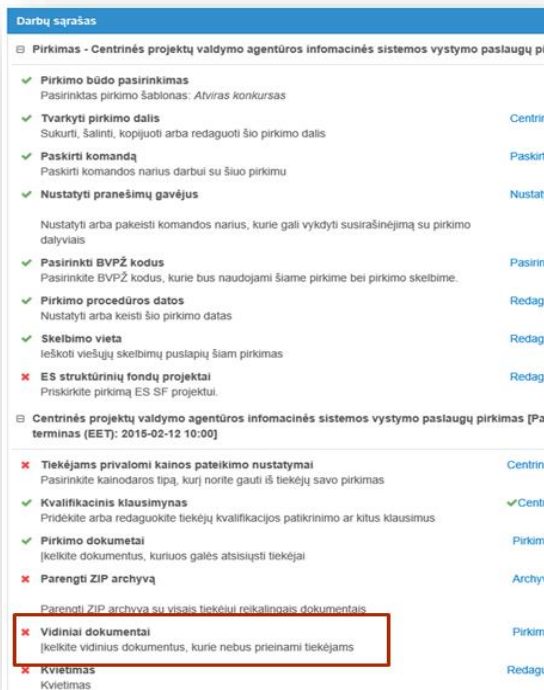 Darbų sąrašas
Pirkimas - Centrinės projektų valdymo agentūros infomacinės sistemos vystymo paslaugų
Pirkimo būdo pasirinkimas
Pasirinktas pirkimo šablonas: Atviras konkursas
Tvarkyti pirkimo dalis
Sukurti, šalinti, kopijuoti arba redaguoti šio pirkimo dalis
Paskirti komandą
Paskirti komandos narius darbui su šiuo pirkimu
Nustatyti pranešimų gavėjus
Nustatyti arba pakeisti komandos narius, kurie gali vykdyti susirašinėjimą su pirkimo
dalyviais
Pasirinkti BVPŽ kodus
Pasirinkite BVPŽ kodus, kurie bus naudojami šiame pirkime bei pirkimo skelbime.
Pirkimo procedūros datos
Nustatyti arba keisti šio pirkimo datas
Skelbimo vieta
Ieškoti viešųjų skelbimų puslapių šiam pirkimas
Redag
ES struktūrinių fondų projektai
Redag
Priskirkite pirkimą ES SF projektui.
Centrinės projektų valdymo agentūros infomacinės sistemos vystymo paslaugų pirkimas [Pa
terminas (EET): 2015-02-12 10:00]
Tiekėjams privalomi kainos pateikimo nustatymai
Pasirinkite kainodaros tipą, kurį norite gauti iš tiekėjų savo pirkimas
Kvalifikacinis klausimynas
Pridėkite arba redaguokite tiekėjų kvalifikacijos patikrinimo ar kitus klausimus
Pirkimo dokumetai
Įkelkite dokumentus, kuriuos galės atsisiųsti tiekėjai
Parengti ZIP archyvą
Parengti ZIP archyvą su visais tiekėjui reikalingais dokumentais
Vidiniai dokumentai
Įkelkite vidinius dokumentus, kurie nebus prieinami tiekėjams
Kvietimas
Kvietimas